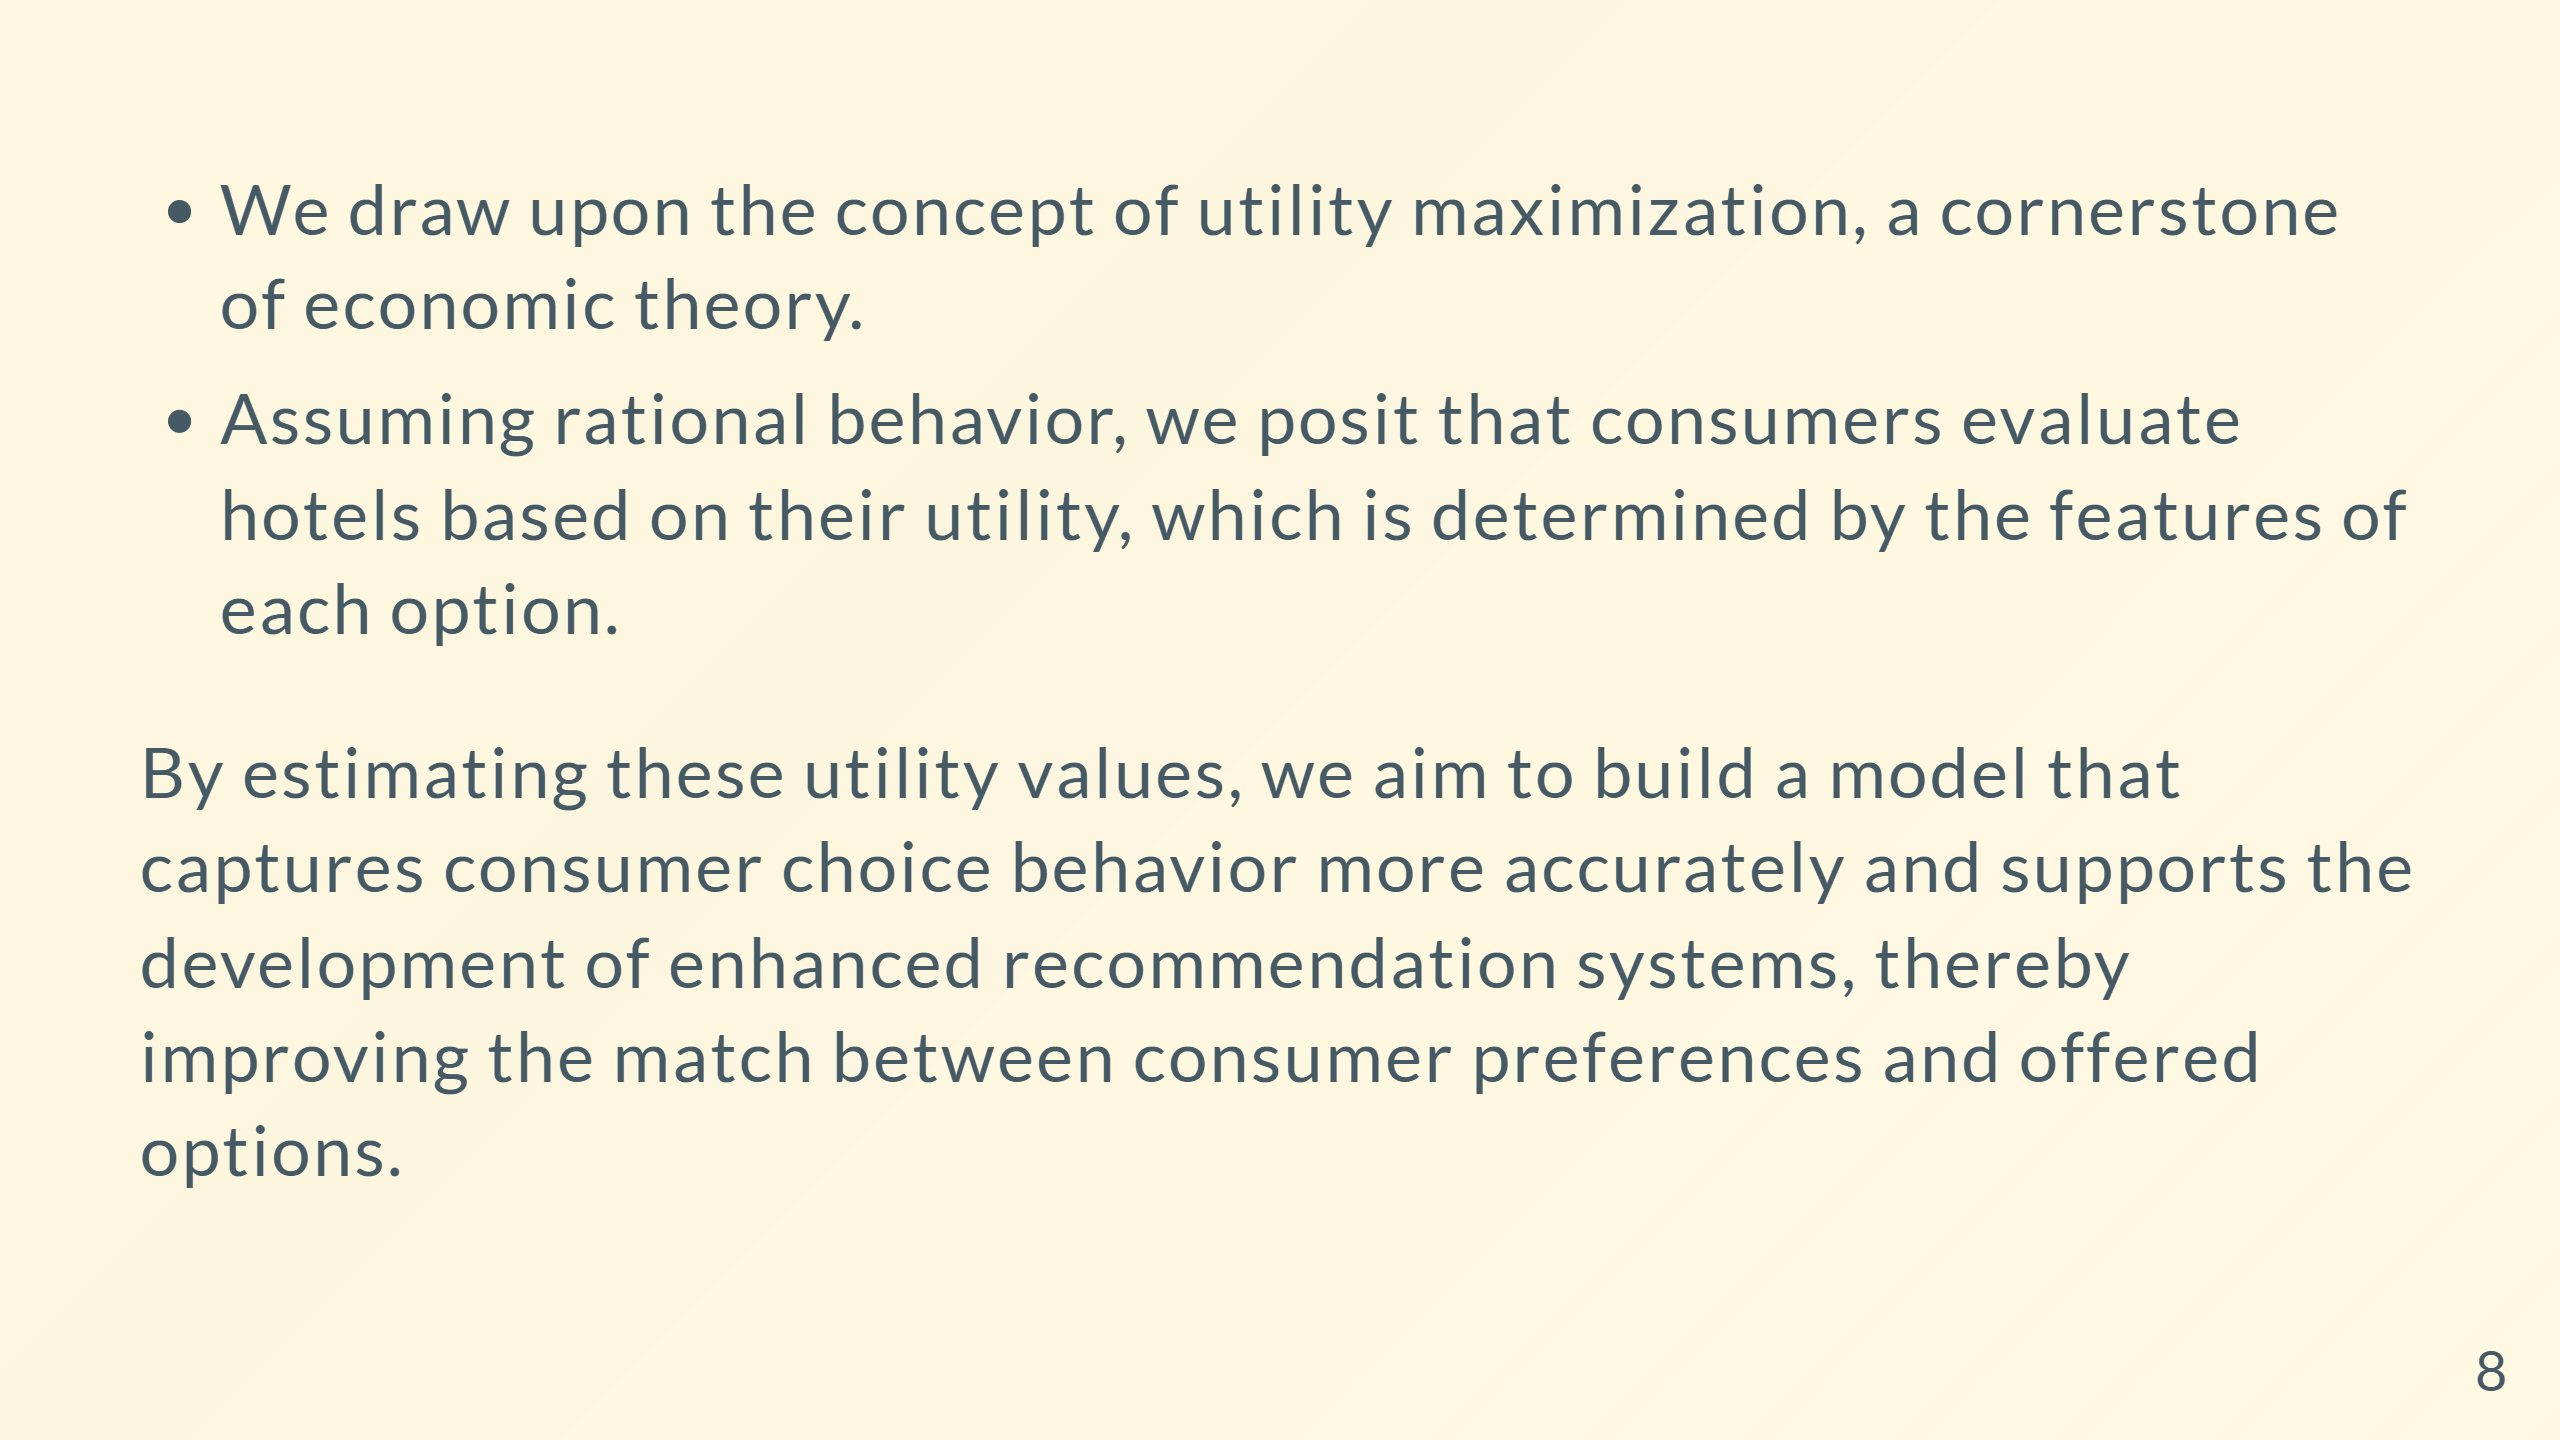 • We draw upon the concept of utility maximization, a cornerstone
of economic theory.
• Assuming rational behavior, we posit that consumers evaluate
hotels based on their utility, which is determined by the features of
each option.
By estimating these utility values, we aim to build a model that
captures consumer choice behavior more accurately and supports the
development of enhanced recommendation systems, thereby
improving the match between consumer preferences and offered
options.
8